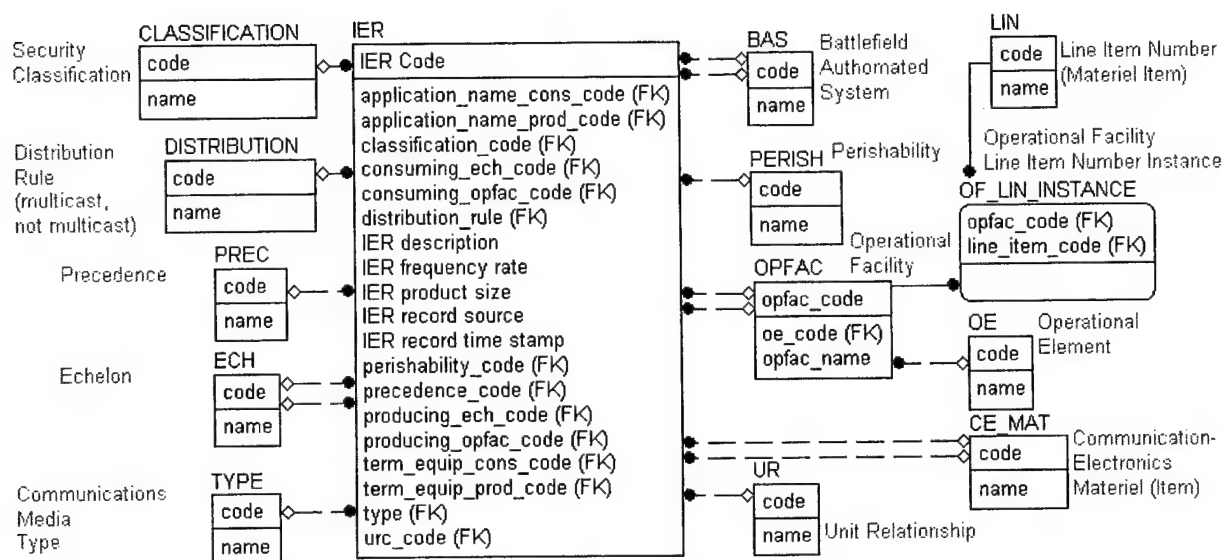 CLASSIFICATION
Security
Classification
code
name
DISTRIBUTION
Distribution
Rule
(multicast,
not multicast)
code
name
PREC
Precedence
code
name
ECH
Echelon
code
name
TYPE
Communications
Media
Type
code
name
IER
IER Code
application_name_cons_code (FK)
application_name_prod_code (FK)
classification_code (FK)
consuming_ech_code (FK)
consuming_opfac_code (FK)
distribution_rule (FK)
IER description
IER frequency rate
IER product size
IER record source
IER record time stamp
perishability_code (FK)
precedence_code (FK)
producing_ech_code (FK)
producing_opfac_code (FK)
term_equip_cons_code (FK)
term_equip_prod_code (FK)
type (FK)
urc_code (FK)
BAS
code
name
Battlefield
Authomated
System
PERISH
Perishability
code
name
Operational
Facility
OPFAC
opfac_code
oe_code (FK)
opfac_name
UR
code
name
Unit Relationship
LIN
code
name
Line Item Number
(Materiel Item)
Operational Facility
Line Item Number Instance
OF_LIN_INSTANCE
opfac_code (FK)
line_item_code (FK)
OE
code
name
Operational
Element
CE_MAT
code
name
Communication-
Electronics
Materiel (Item)